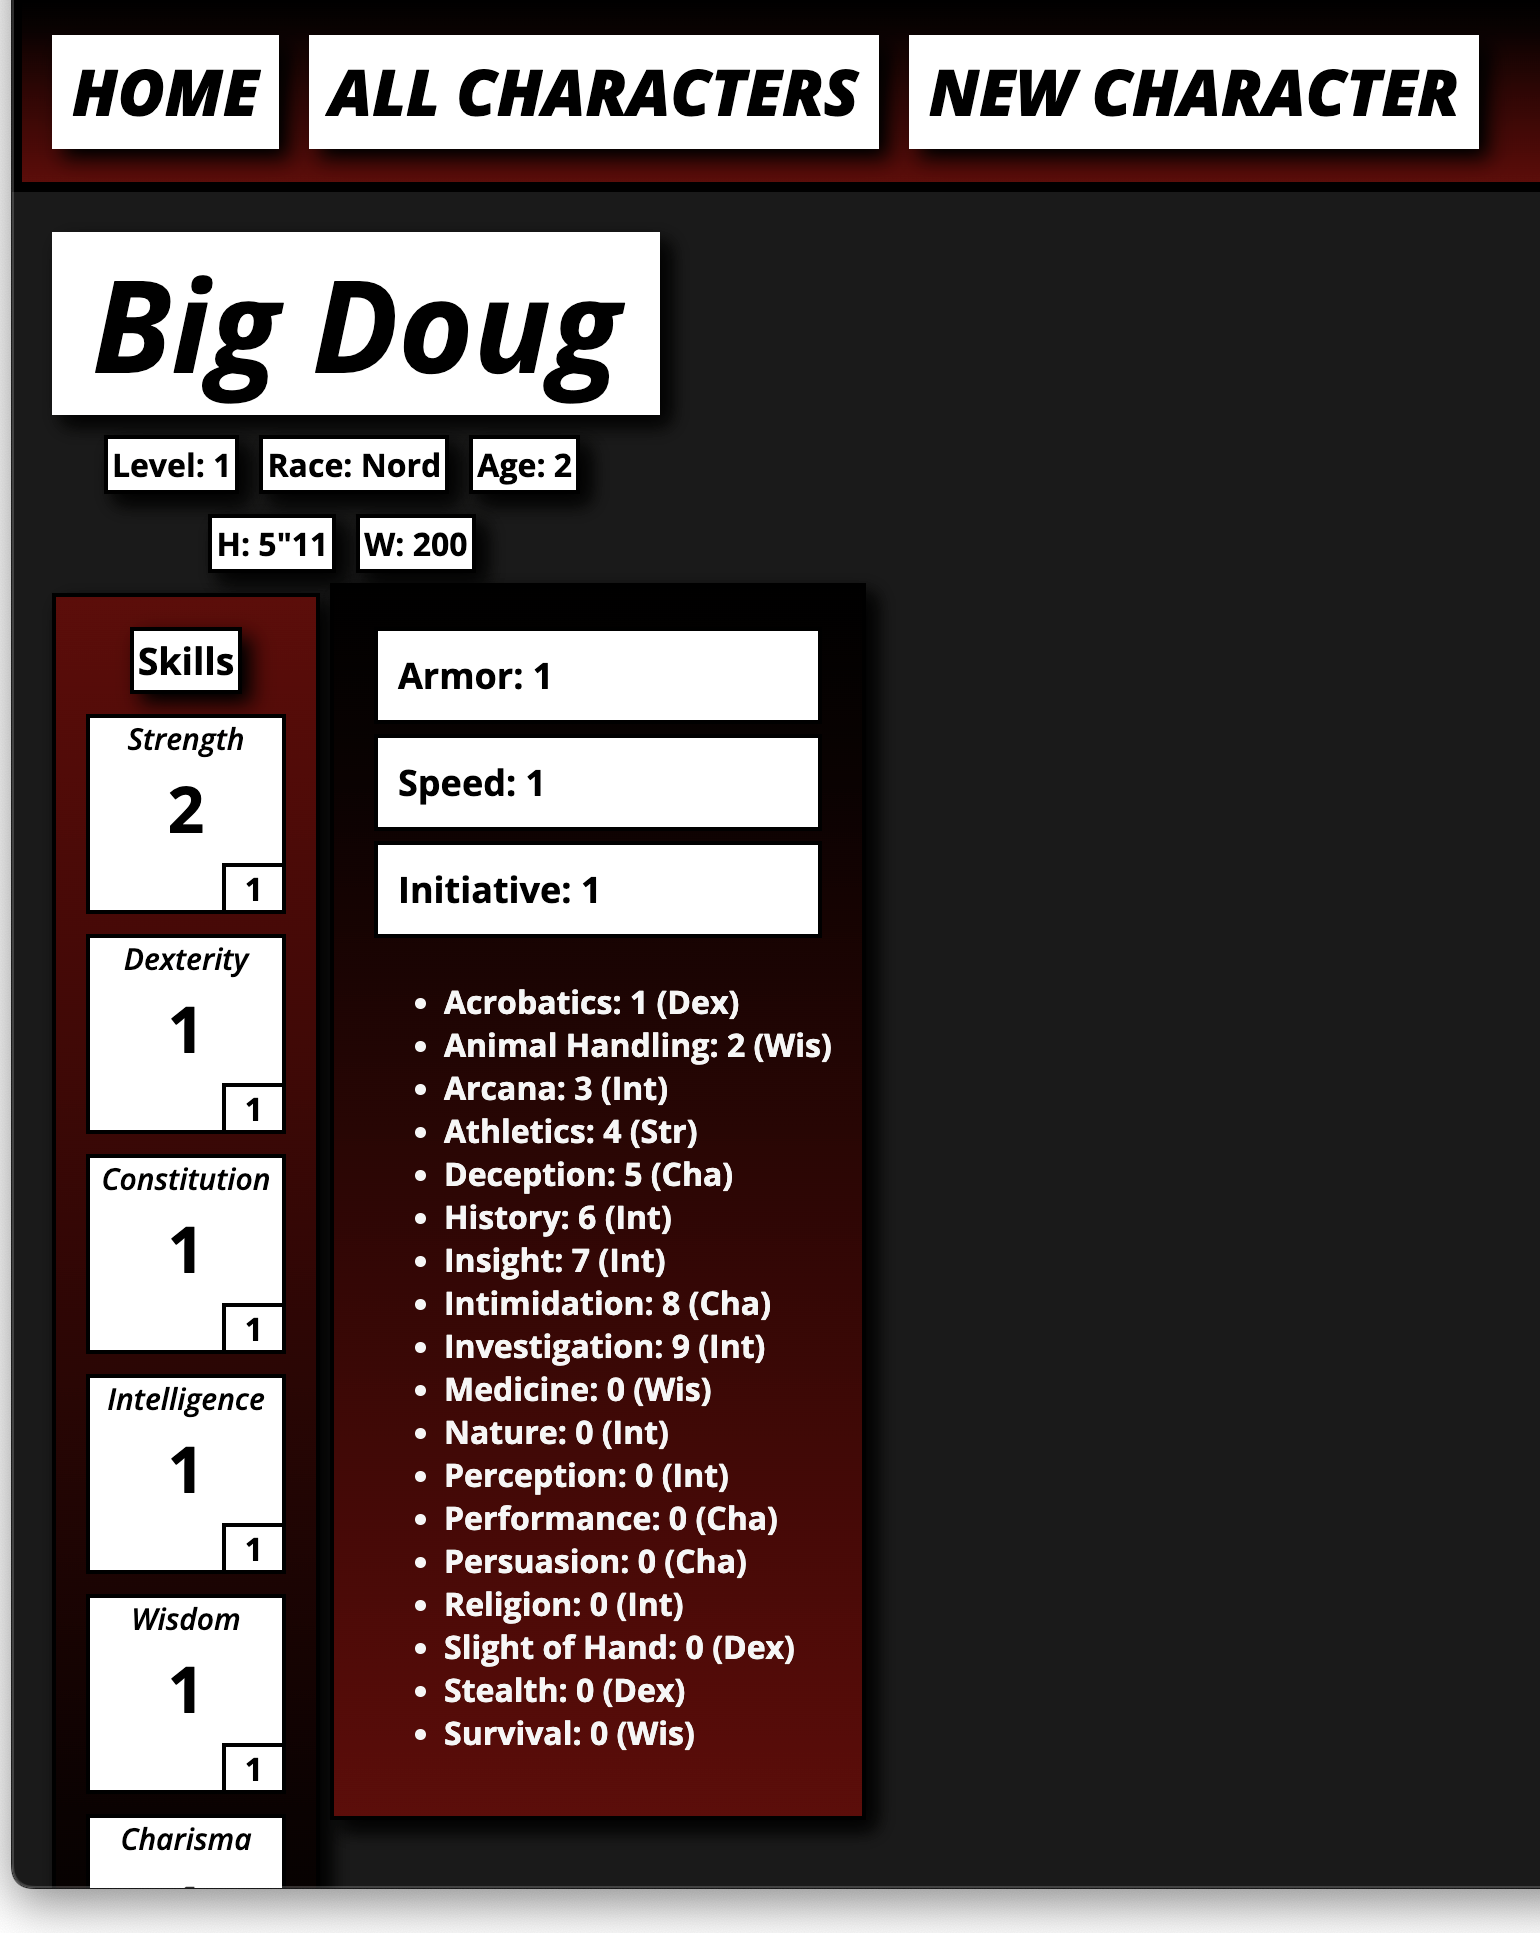 HOME ALL CHARACTERS NEW CHARACTER
Big Doug
Level: 1 Race: Nord Age: 2
H: 5"11 W: 200
Skills
Strength
2
1
Dexterity
1
1
Constitution
1
1
Intelligence
1
1
Wisdom
1
1
Charisma
Armor: 1
Speed: 1
Initiative: 1
• Acrobatics: 1 (Dex)
• Animal Handling: 2 (Wis)
• Arcana: 3 (Int)
• Athletics: 4 (Str)
• Deception: 5 (Cha)
• History: 6 (Int)
• Insight: 7 (Int)
• Intimidation: 8 (Cha)
• Investigation: 9 (Int)
• Medicine: 0 (Wis)
• Nature: 0 (Int)
• Perception: 0 (Int)
• Performance: 0 (Cha)
• Persuasion: 0 (Cha)
• Religion: 0 (Int)
• Slight of Hand: 0 (Dex)
• Stealth: 0 (Dex)
• Survival: 0 (Wis)